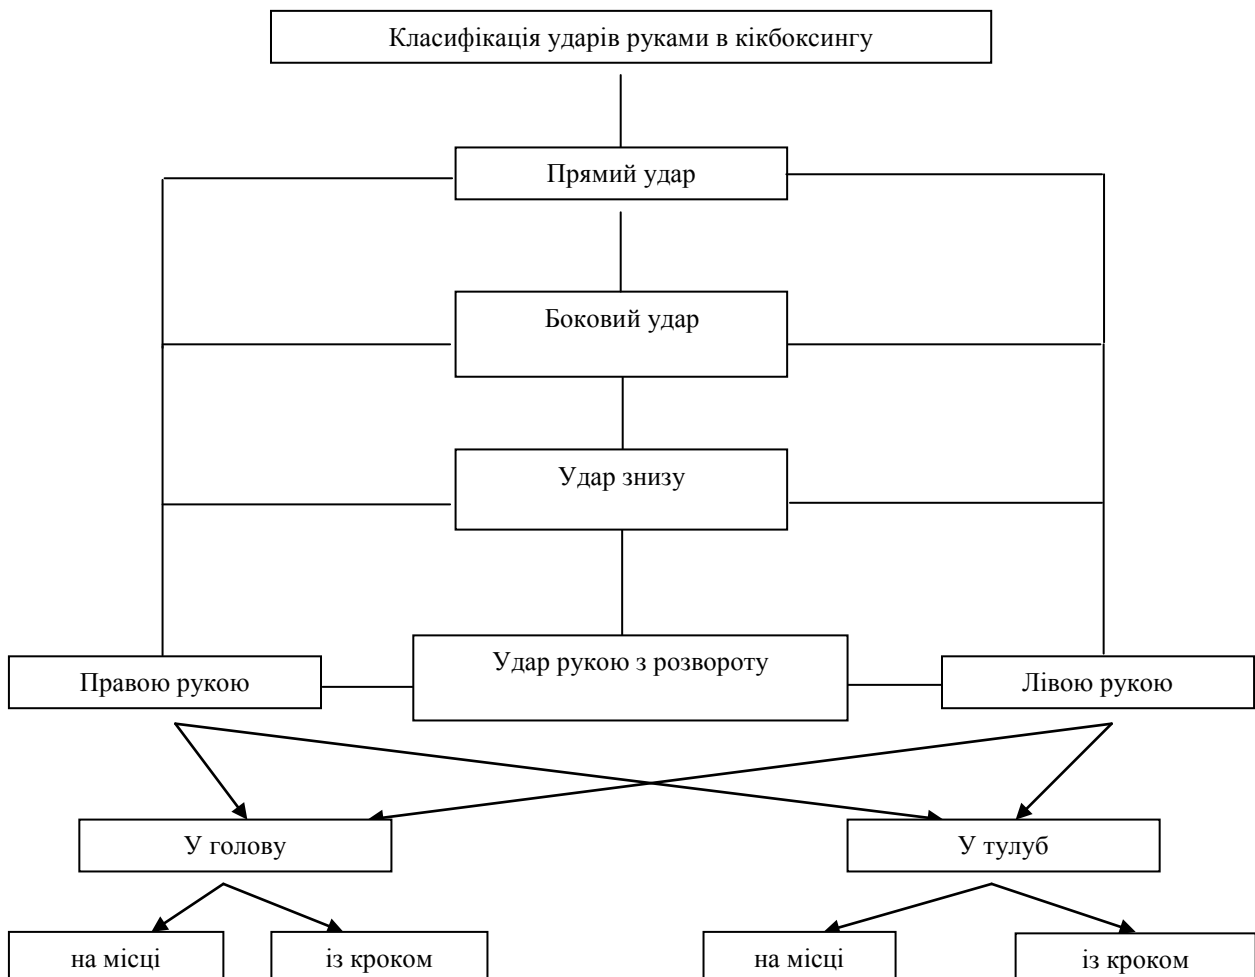 Класифікація ударів руками в кікбоксингу
Прямий удар
Боковий удар
Удар знизу
Удар рукою з розвороту
Правою рукою
Лівою рукою
У голову
У тулуб
на місці
із кроком
на місці
із кроком